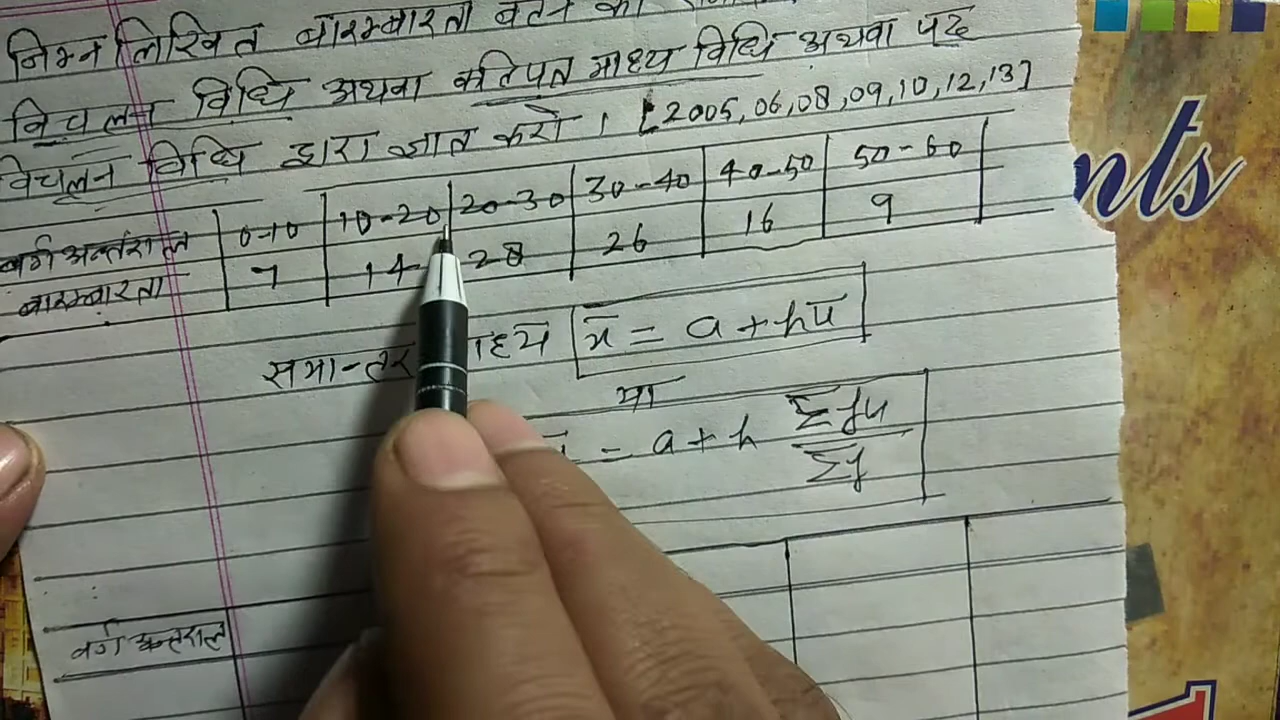 निम्नलिखित बारम्बारता बंटन का
विचलन विधि अथवा कल्पित माध्य विधि अथवा पद
विचलन विधि द्वारा ज्ञात करो । [2005,06,08,09,10,12,13]
वर्ग अन्तराल 0-10 10-20 20-30 30-40 40-50 50-60
बारम्बारता 7 14 28 26 16 9
x̄ = a + hū
या
= a + h Σfu / Σf
वर्ग अन्तराल
nts